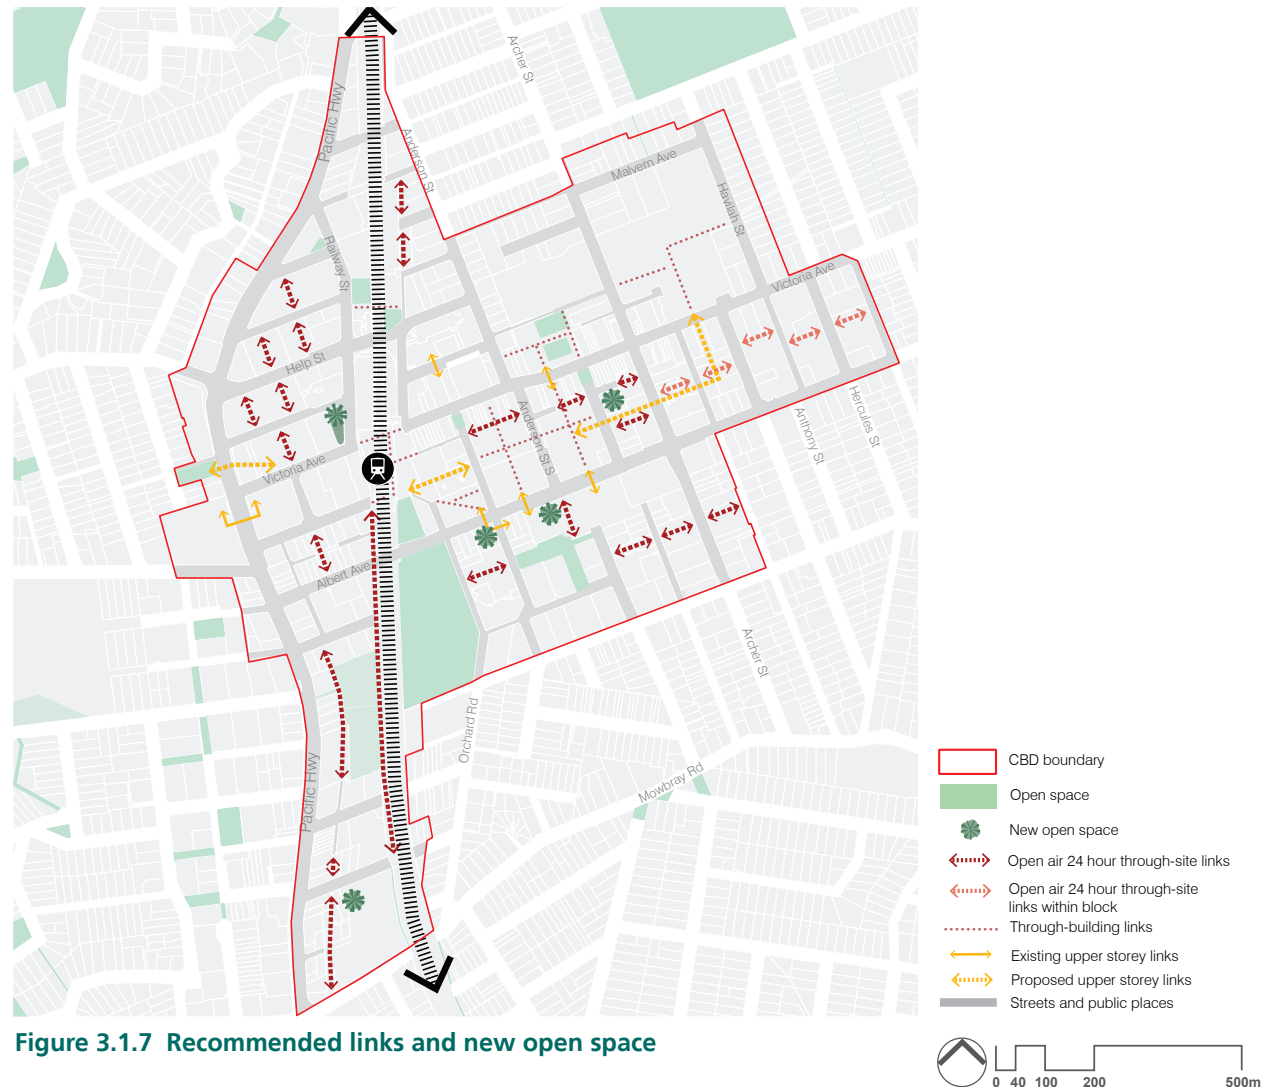 Archer St
Pacific Hwy
Anderson St
Malvern Ave
Havilah St
Railway St
Victoria Ave
Help St
Anderson St S
Hercules St
Anthony St
Victoria Ave
Albert Ave
Archer St
Orchard Rd
Pacific Hwy
Mowbray Rd
CBD boundary
Open space
New open space
Open air 24 hour through-site links
Open air 24 hour through-site
links within block
Through-building links
Existing upper storey links
Proposed upper storey links
Streets and public places
Figure 3.1.7 Recommended links and new open space
0 40 100 200 500m